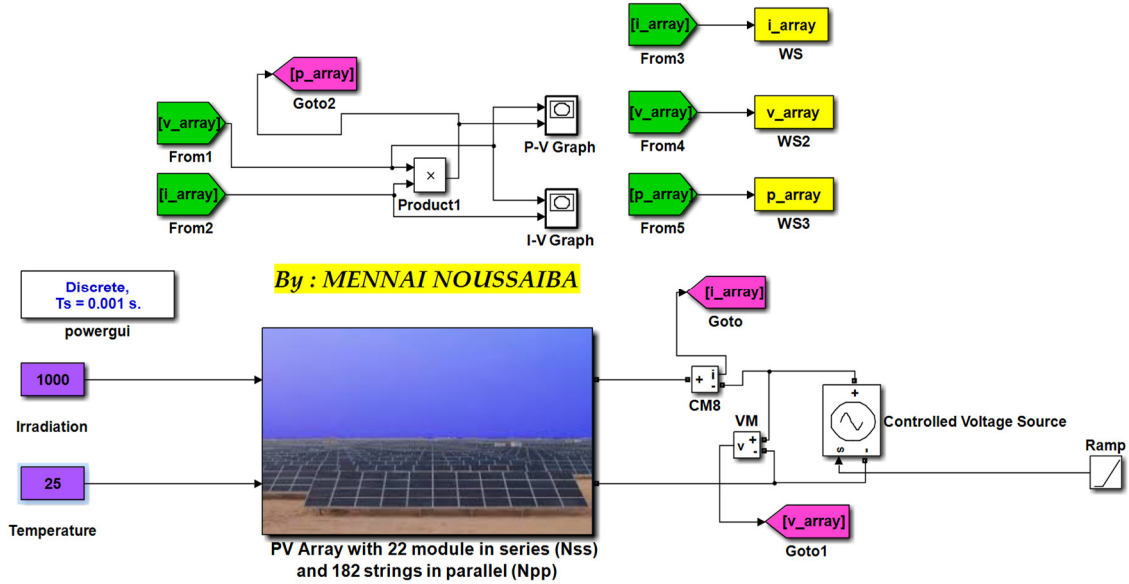 [i_array]
From3
i_array
WS
[p_array]
Goto2
[v_array]
From1
[v_array]
From4
v_array
WS2
P-V Graph
×
Product1
[i_array]
From2
[p_array]
From5
p_array
WS3
I-V Graph
By : MENNAI NOUSSAIBA
Discrete,
Ts = 0.001 s.
powergui
[i_array]
Goto
1000
Irradiation
+ i -
CM8
VM
v + -
+
s -
Controlled Voltage Source
Ramp
25
Temperature
[v_array]
Goto1
PV Array with 22 module in series (Nss)
and 182 strings in parallel (Npp)